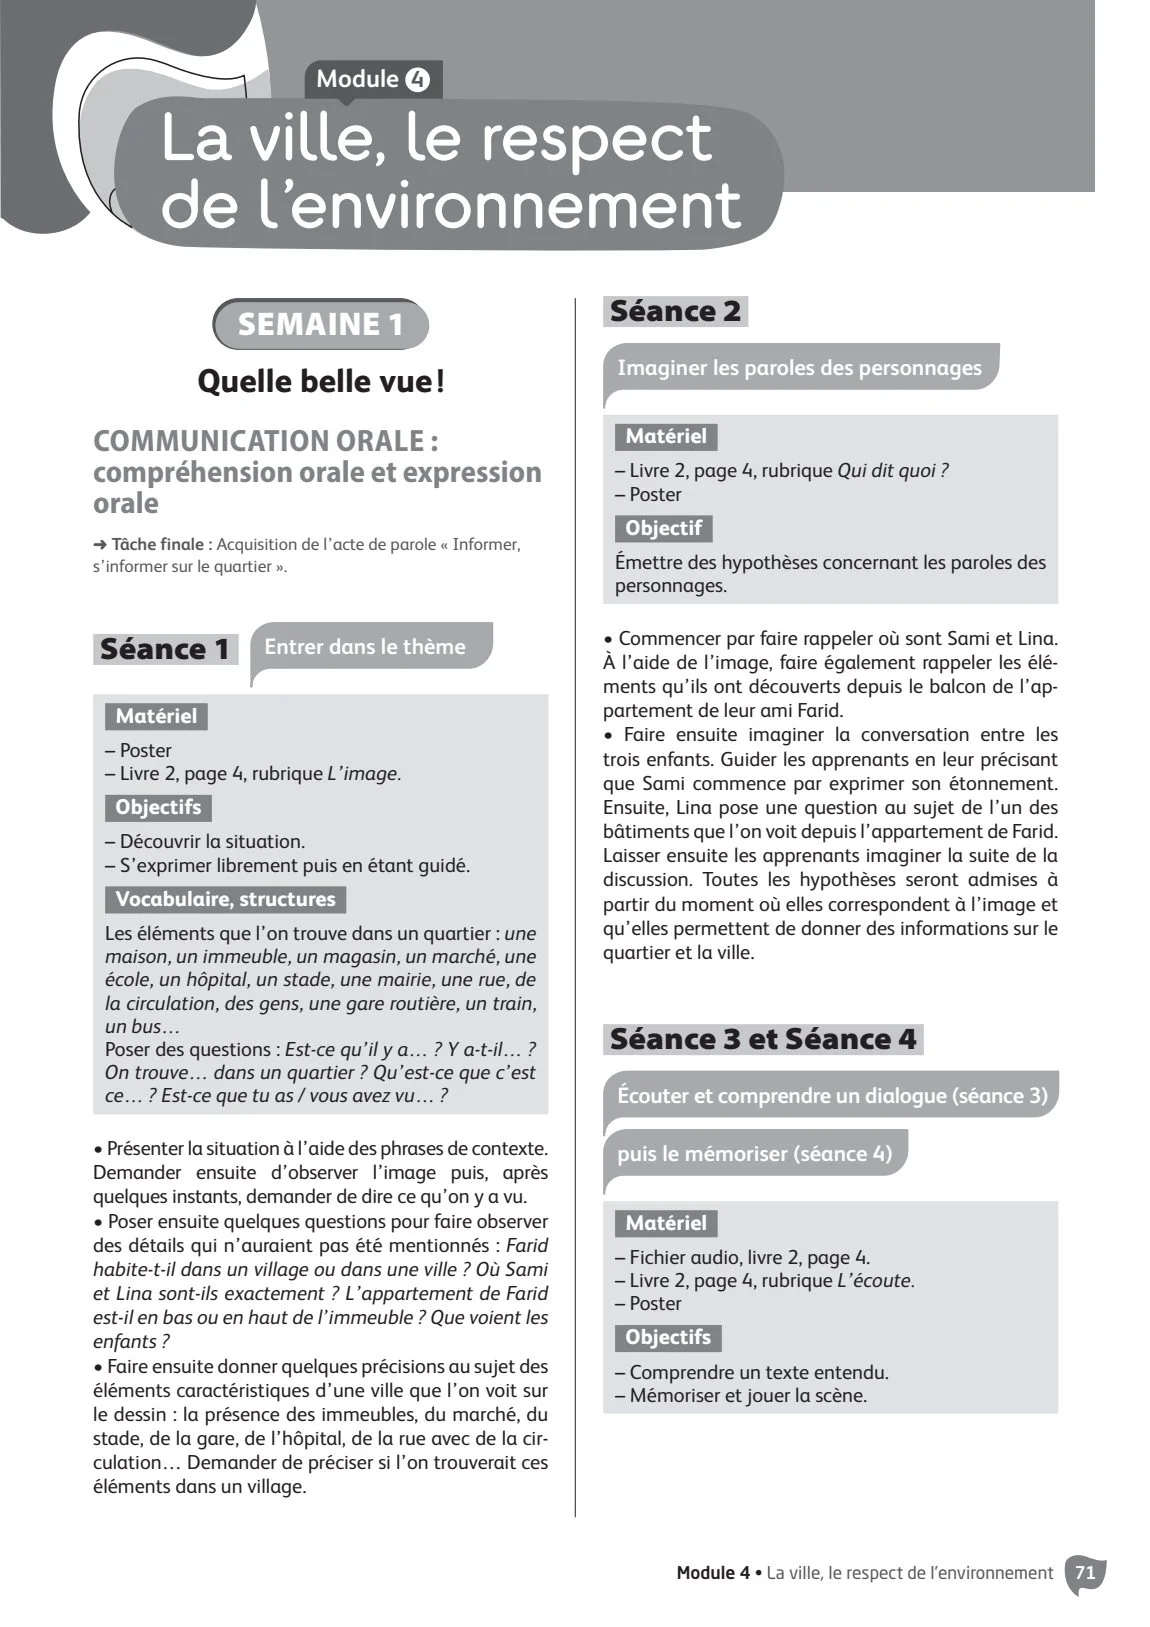 Module 4
La ville, le respect
de l’environnement
SEMAINE 1
Quelle belle vue !
COMMUNICATION ORALE :
compréhension orale et expression
orale
➜ Tâche finale : Acquisition de l’acte de parole « Informer,
s’informer sur le quartier ».
Séance 1
Entrer dans le thème
Matériel
– Poster
– Livre 2, page 4, rubrique L’image.
Objectifs
– Découvrir la situation.
– S’exprimer librement puis en étant guidé.
Vocabulaire, structures
Les éléments que l’on trouve dans un quartier : une
maison, un immeuble, un magasin, un marché, une
école, un hôpital, un stade, une mairie, une rue, de
la circulation, des gens, une gare routière, un train,
un bus…
Poser des questions : Est-ce qu’il y a… ? Y a-t-il… ?
On trouve… dans un quartier ? Qu’est-ce que c’est
ce… ? Est-ce que tu as / vous avez vu… ?
• Présenter la situation à l’aide des phrases de contexte.
Demander ensuite d’observer l’image puis, après
quelques instants, demander de dire ce qu’on y a vu.
• Poser ensuite quelques questions pour faire observer
des détails qui n’auraient pas été mentionnés : Farid
habite-t-il dans un village ou dans une ville ? Où Sami
et Lina sont-ils exactement ? L’appartement de Farid
est-il en bas ou en haut de l’immeuble ? Que voient les
enfants ?
• Faire ensuite donner quelques précisions au sujet des
éléments caractéristiques d’une ville que l’on voit sur
le dessin : la présence des immeubles, du marché, du
stade, de la gare, de l’hôpital, de la rue avec de la cir-
culation… Demander de préciser si l’on trouverait ces
éléments dans un village.
Séance 2
Imaginer les paroles des personnages
Matériel
– Livre 2, page 4, rubrique Qui dit quoi ?
– Poster
Objectif
Émettre des hypothèses concernant les paroles des
personnages.
• Commencer par faire rappeler où sont Sami et Lina.
À l’aide de l’image, faire également rappeler les élé-
ments qu’ils ont découverts depuis le balcon de l’ap-
partement de leur ami Farid.
• Faire ensuite imaginer la conversation entre les
trois enfants. Guider les apprenants en leur précisant
que Sami commence par exprimer son étonnement.
Ensuite, Lina pose une question au sujet de l’un des
bâtiments que l’on voit depuis l’appartement de Farid.
Laisser ensuite les apprenants imaginer la suite de la
discussion. Toutes les hypothèses seront admises à
partir du moment où elles correspondent à l’image et
qu’elles permettent de donner des informations sur le
quartier et la ville.
Séance 3 et Séance 4
Écouter et comprendre un dialogue (séance 3)
puis le mémoriser (séance 4)
Matériel
– Fichier audio, livre 2, page 4.
– Livre 2, page 4, rubrique L’écoute.
– Poster
Objectifs
– Comprendre un texte entendu.
– Mémoriser et jouer la scène.
Module 4 • La ville, le respect de l’environnement 71